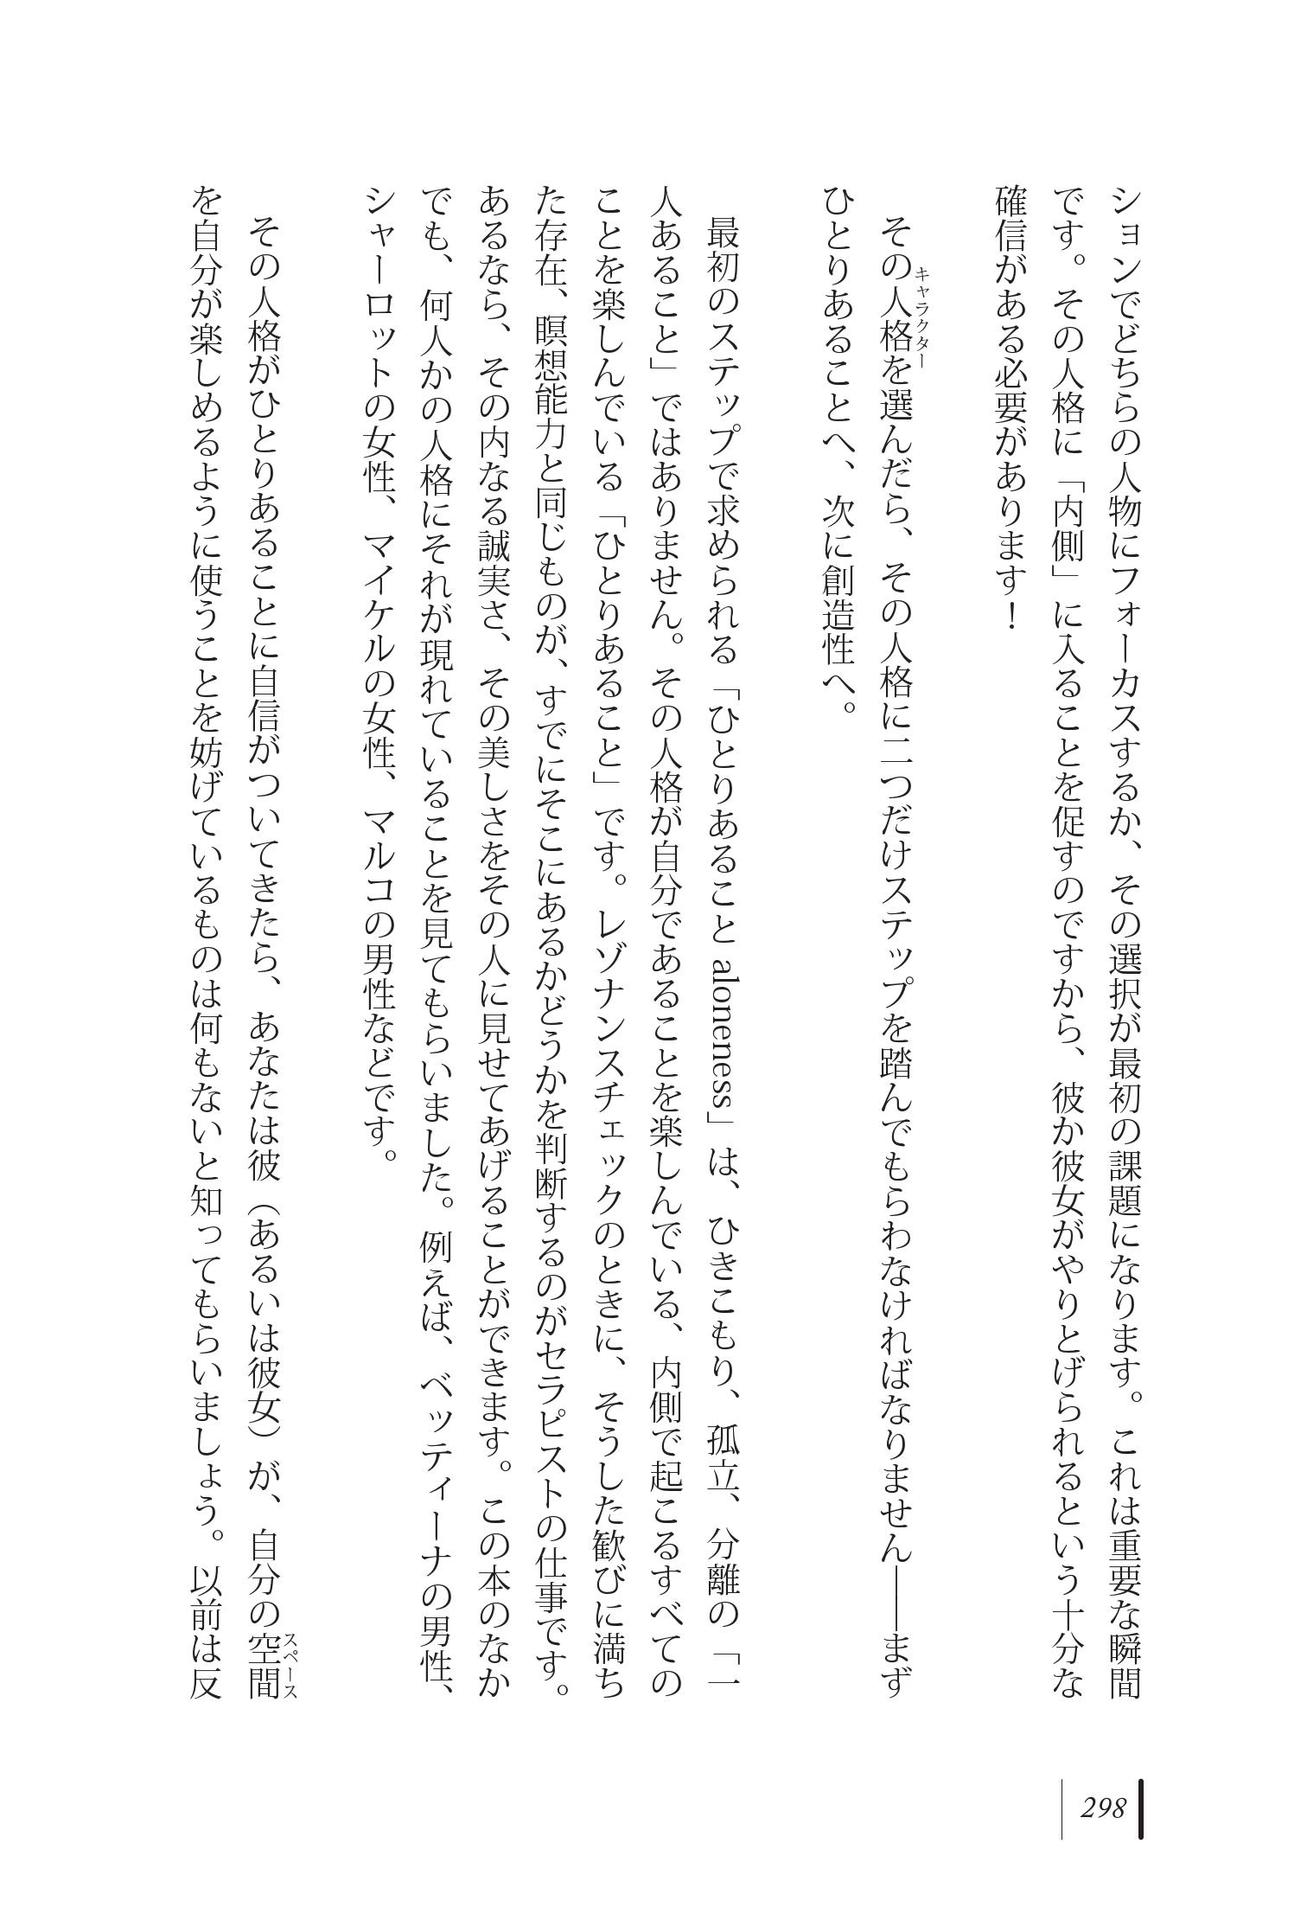 ションでどちらの人物にフォーカスするか、その選択が最初の課題になります。これは重要な瞬間
です。その人格に「内側」に入ることを促すのですから、彼か彼女がやりとげられるという十分な
確信がある必要があります！
その人格を選んだら、その人格に二つだけステップを踏んでもらわなければなりません――まず
キャラクター
ひとりあることへ、次に創造性へ。
最初のステップで求められる「ひとりあること aloneness」は、ひきこもり、孤立、分離の「一
人あること」ではありません。その人格が自分であることを楽しんでいる、内側で起こるすべての
ことを楽しんでいる「ひとりあること」です。レゾナンスチェックのときに、そうした歓びに満ち
た存在、瞑想能力と同じものが、すでにそこにあるかどうかを判断するのがセラピストの仕事です。
あるなら、その内なる誠実さ、その美しさをその人に見せてあげることができます。この本のなか
でも、何人かの人格にそれが現れていることを見てもらいました。例えば、ベッティーナの男性、
シャーロットの女性、マイケルの女性、マルコの男性などです。
その人格がひとりあることに自信がついてきたら、あなたは彼（あるいは彼女）が、自分の空間
スペース
を自分が楽しめるように使うことを妨げているものは何もないと知ってもらいましょう。以前は反
298